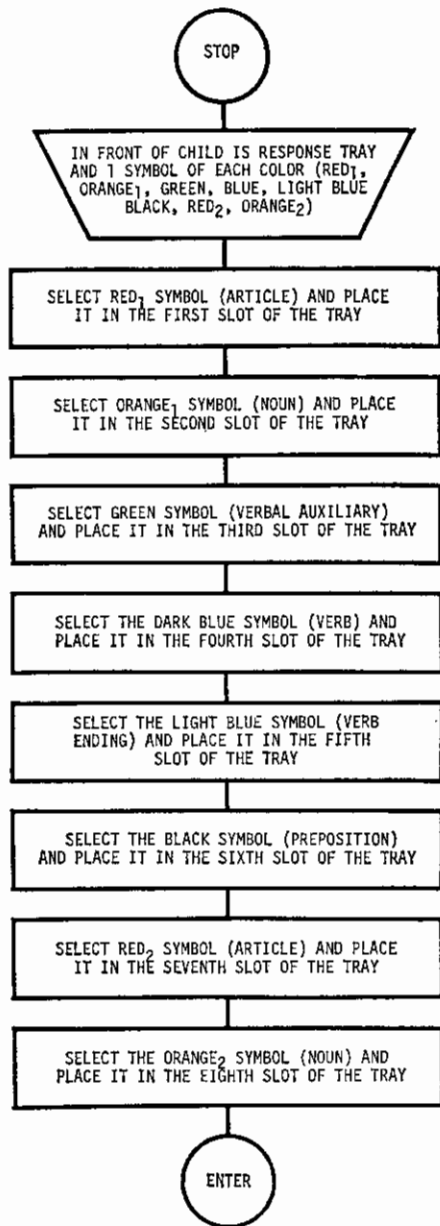 STOP
IN FRONT OF CHILD IS RESPONSE TRAY
AND 1 SYMBOL OF EACH COLOR (RED₁,
ORANGE₁, GREEN, BLUE, LIGHT BLUE
BLACK, RED₂, ORANGE₂)
SELECT RED₁ SYMBOL (ARTICLE) AND PLACE
IT IN THE FIRST SLOT OF THE TRAY
SELECT ORANGE₁ SYMBOL (NOUN) AND PLACE
IT IN THE SECOND SLOT OF THE TRAY
SELECT GREEN SYMBOL (VERBAL AUXILIARY)
AND PLACE IT IN THE THIRD SLOT OF THE TRAY
SELECT THE DARK BLUE SYMBOL (VERB) AND
PLACE IT IN THE FOURTH SLOT OF THE TRAY
SELECT THE LIGHT BLUE SYMBOL (VERB
ENDING) AND PLACE IT IN THE FIFTH
SLOT OF THE TRAY
SELECT THE BLACK SYMBOL (PREPOSITION)
AND PLACE IT IN THE SIXTH SLOT OF THE TRAY
SELECT RED₂ SYMBOL (ARTICLE) AND PLACE
IT IN THE SEVENTH SLOT OF THE TRAY
SELECT THE ORANGE₂ SYMBOL (NOUN) AND
PLACE IT IN THE EIGHTH SLOT OF THE TRAY
ENTER